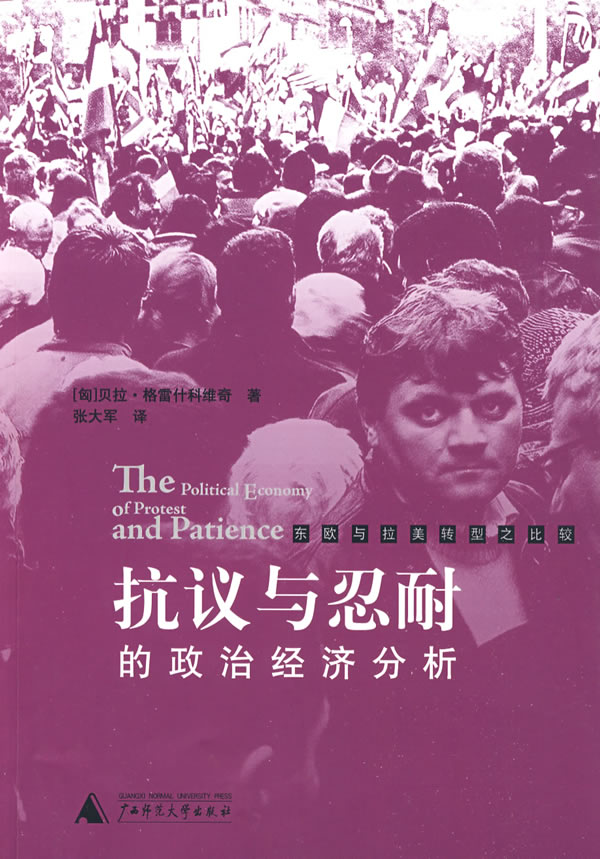 [匈]贝拉·格雷什科维奇 著
张大军 译
The Political Economy
of Protest
and Patience 东欧与拉美转型之比较
抗议与忍耐
的政治经济分析
GUANGXI NORMAL UNIVERSITY PRESS
广西师范大学出版社